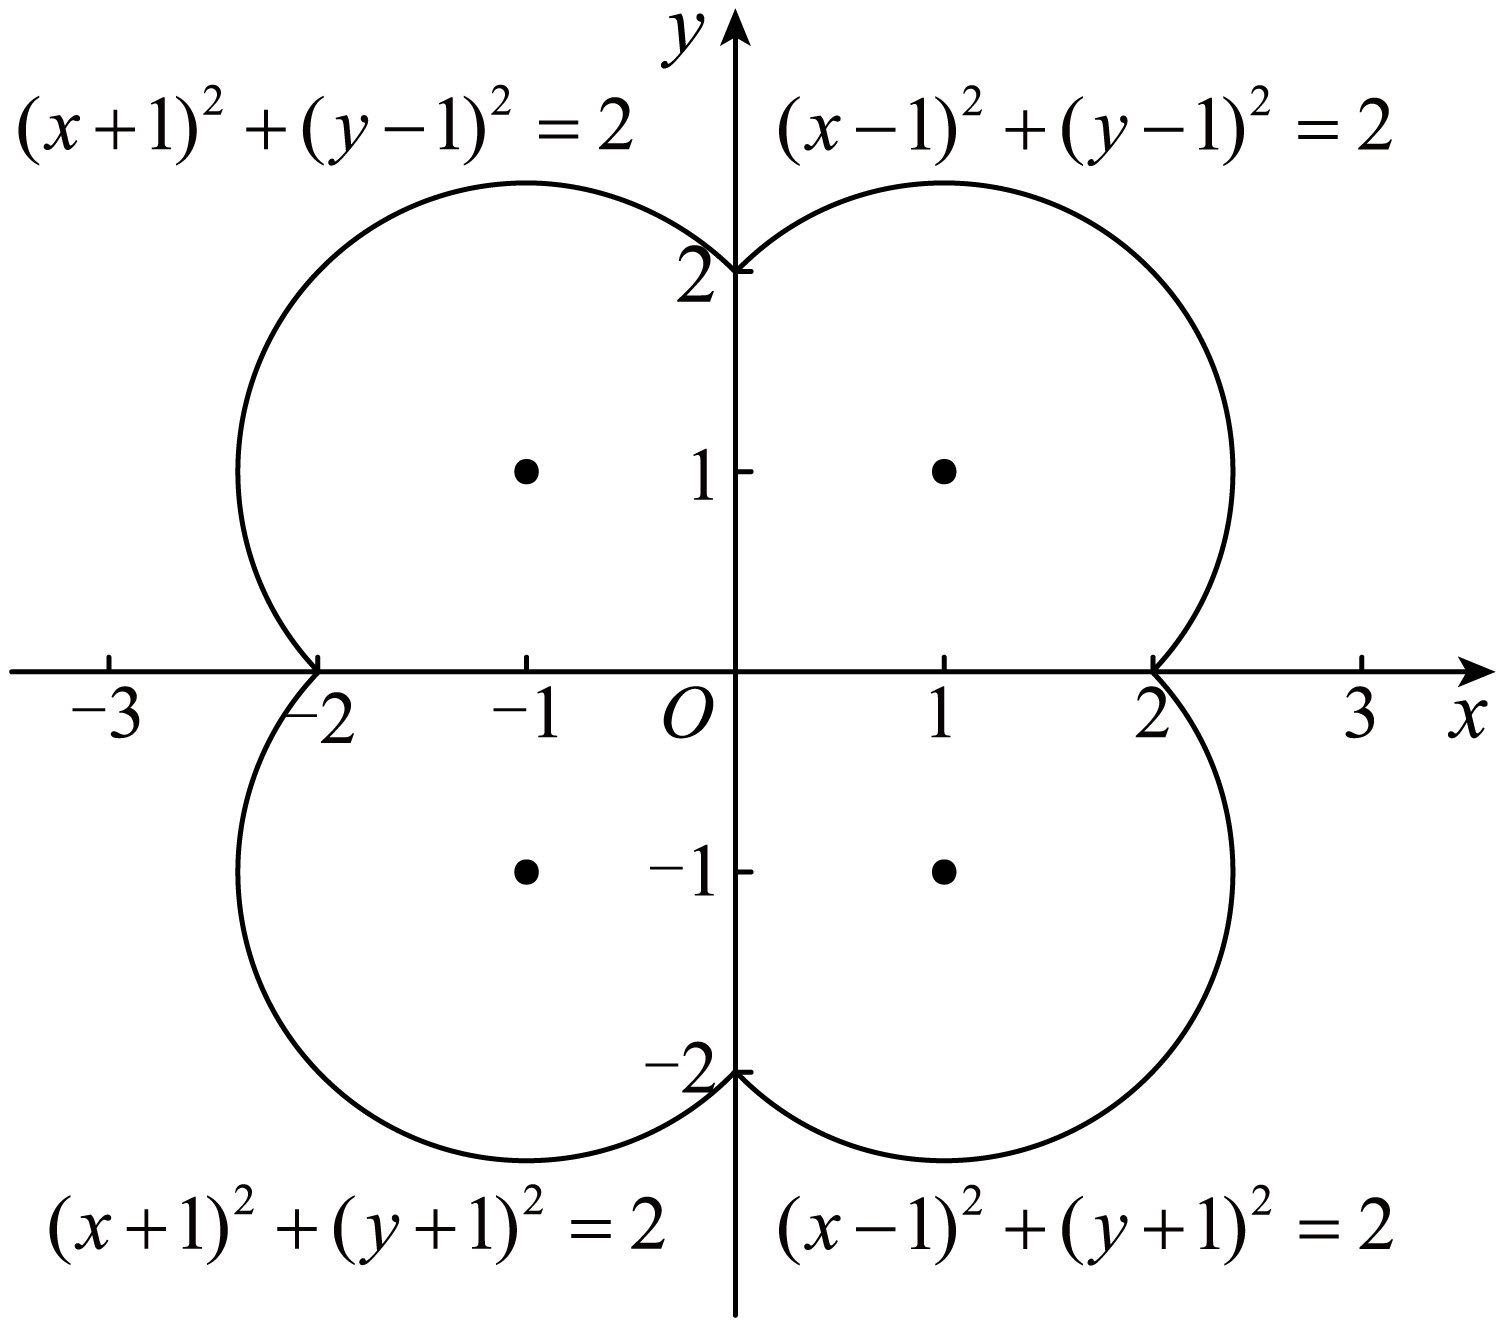 y
(x+1)² + (y−1)² = 2 (x−1)² + (y−1)² = 2
2
1
−3 −2 −1 O 1 2 3 x
−1
−2
(x+1)² + (y+1)² = 2 (x−1)² + (y+1)² = 2